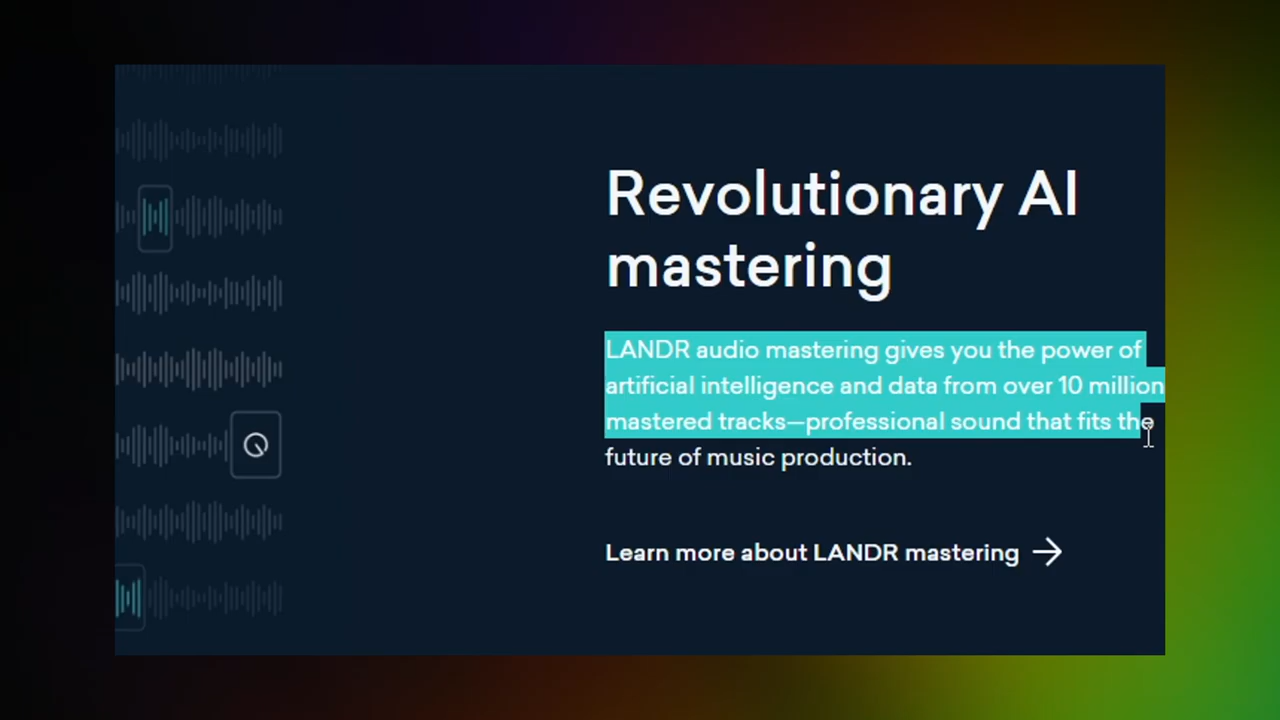 Revolutionary AI
mastering
LANDR audio mastering gives you the power of
artificial intelligence and data from over 10 million
mastered tracks—professional sound that fits the
future of music production.
Learn more about LANDR mastering